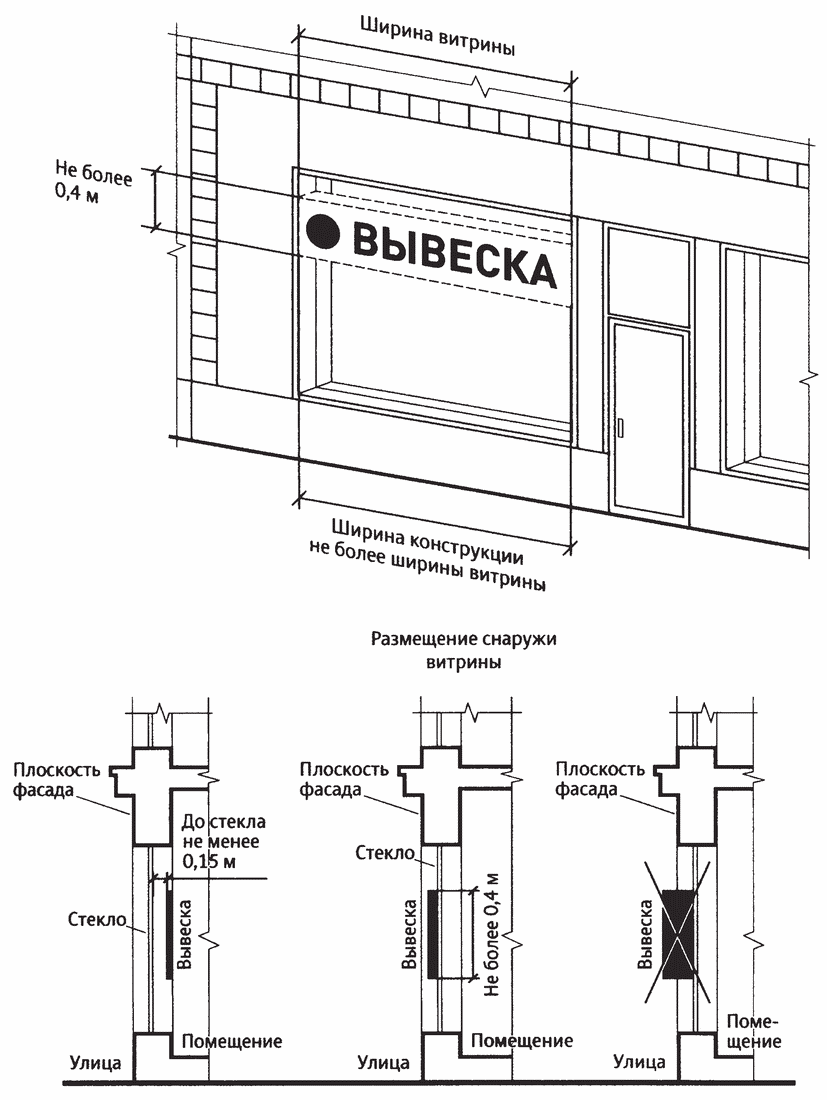 Ширина витрины
Не более
0,4 м
ВЫВЕСКА
Ширина конструкции
не более ширины витрины
Размещение снаружи
витрины
Плоскость
фасада
До стекла
не менее
0,15 м
Стекло
Вывеска
Помещение
Улица
Плоскость
фасада
Стекло
Вывеска
Не более 0,4 м
Помещение
Улица
Плоскость
фасада
Вывеска
Поме-
щение
Улица